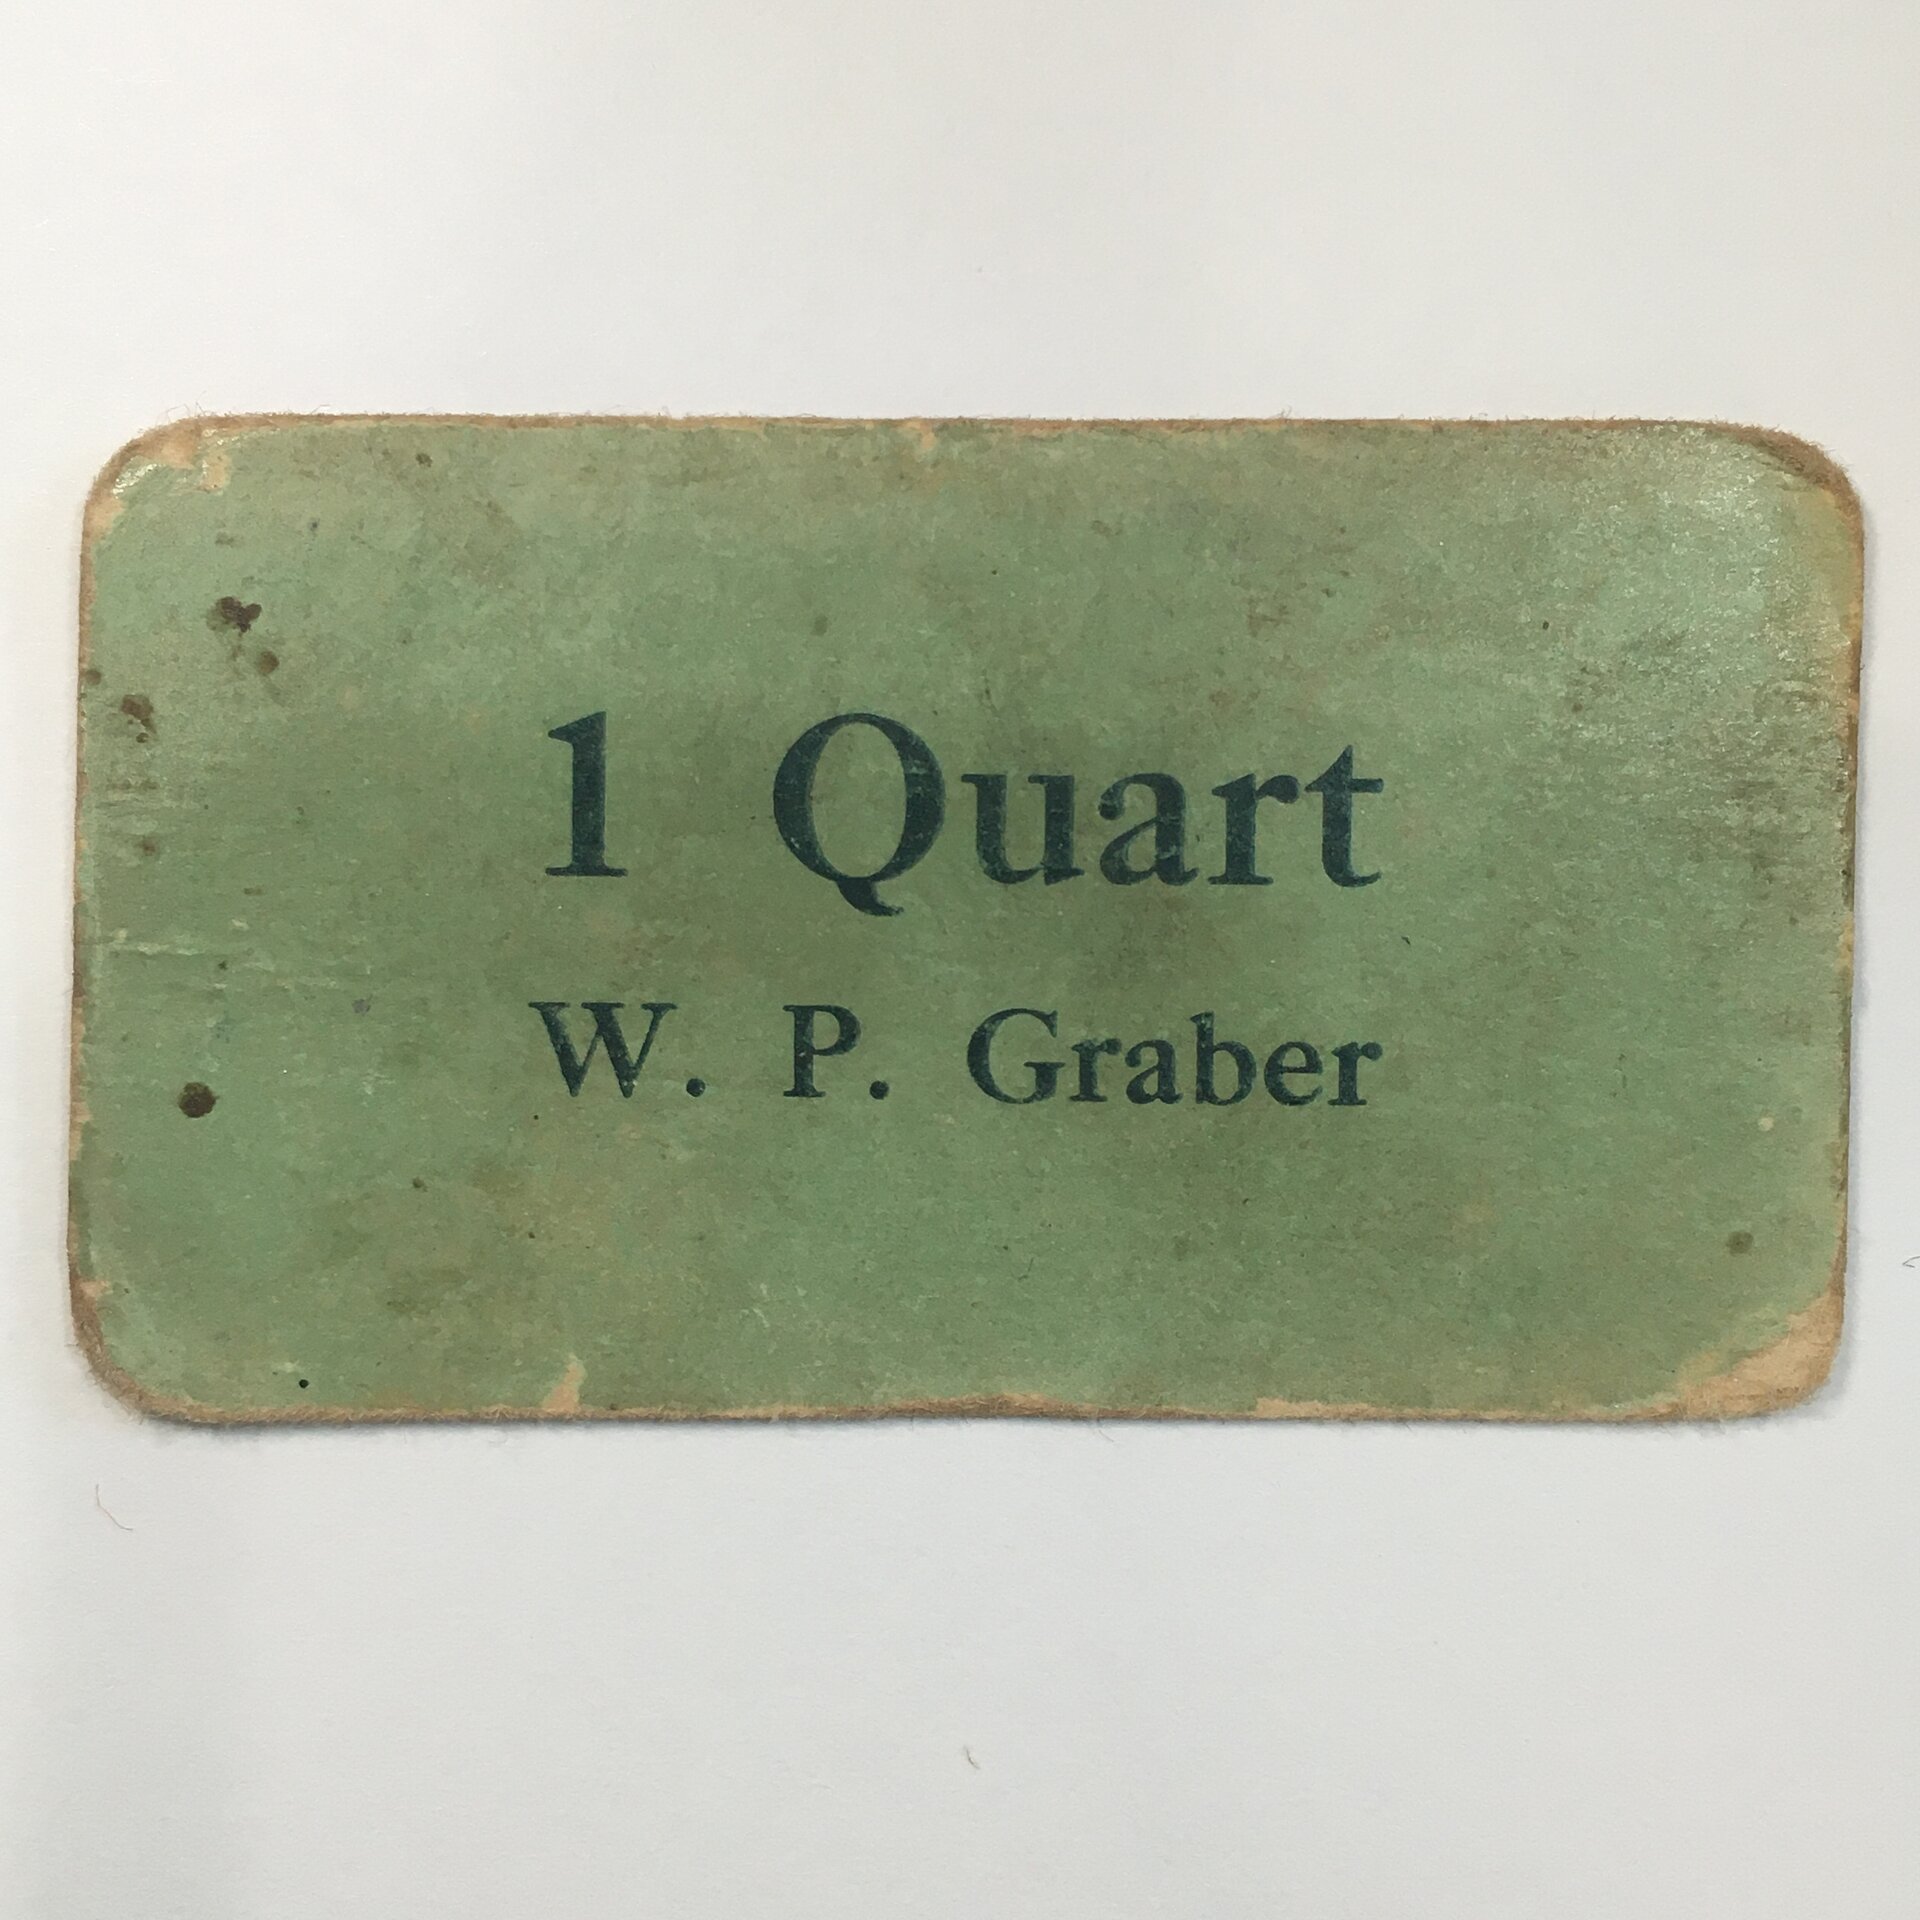 1 Quart
W. P. Graber